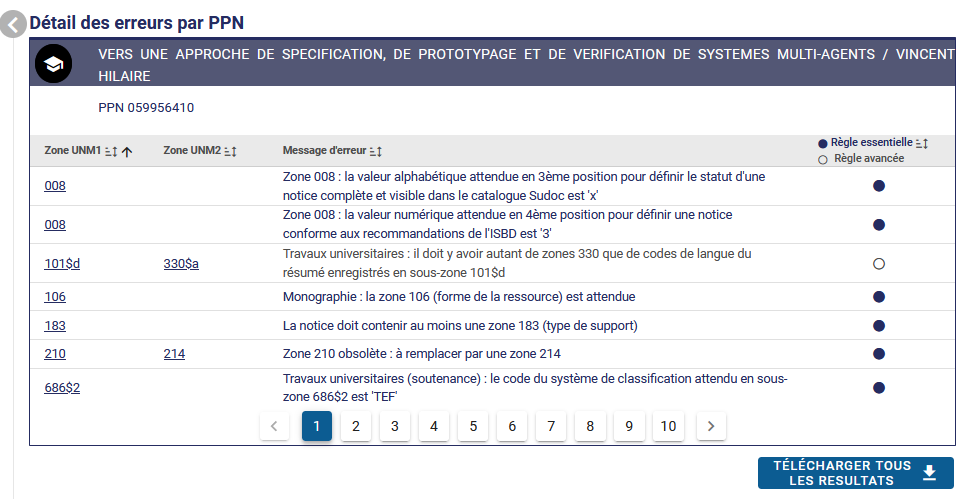 Détail des erreurs par PPN
VERS UNE APPROCHE DE SPECIFICATION, DE PROTOTYPAGE ET DE VERIFICATION DE SYSTEMES MULTI-AGENTS / VINCENT
HILAIRE
PPN 059956410
Zone UNM1 Zone UNM2 Message d'erreur Règle essentielle
Règle avancée
008 Zone 008 : la valeur alphabétique attendue en 3ème position pour définir le statut d'une
notice complète et visible dans le catalogue Sudoc est 'x'
008 Zone 008 : la valeur numérique attendue en 4ème position pour définir une notice
conforme aux recommandations de l'ISBD est '3'
101$d 330$a Travaux universitaires : il doit y avoir autant de zones 330 que de codes de langue du
résumé enregistrés en sous-zone 101$d
106 Monographie : la zone 106 (forme de la ressource) est attendue
183 La notice doit contenir au moins une zone 183 (type de support)
210 214 Zone 210 obsolète : à remplacer par une zone 214
686$2 Travaux universitaires (soutenance) : le code du système de classification attendu en sous-
zone 686$2 est 'TEF'
1 2 3 4 5 6 7 8 9 10
TÉLÉCHARGER TOUS
LES RESULTATS